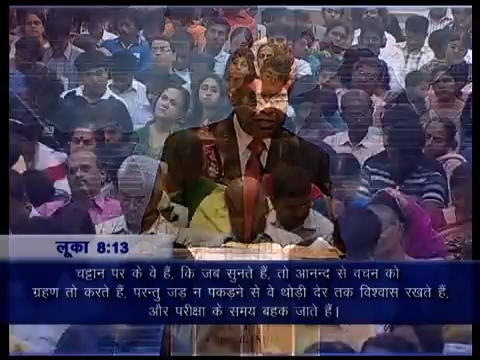 लूका 8:13
चट्टान पर के वे हैं, कि जब सुनते हैं, तो आनन्द से वचन को
ग्रहण तो करते हैं, परन्तु जड़ न पकड़ने से वे थोड़ी देर तक विश्वास रखते हैं,
और परीक्षा के समय बहक जाते हैं|